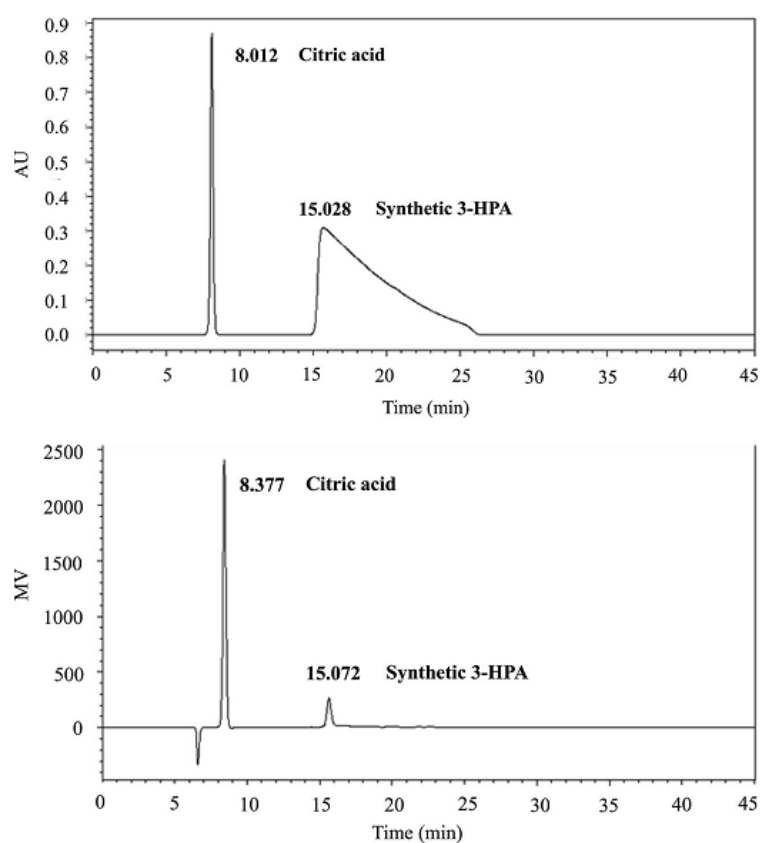 0.9
8.012 Citric acid
0.8
0.7
0.6
AU
0.5
0.4
15.028 Synthetic 3-HPA
0.3
0.2
0.1
0.0
0 5 10 15 20 25 30 35 40 45
Time (min)
2500
8.377 Citric acid
2000
1500
MV
1000
15.072 Synthetic 3-HPA
500
0
0 5 10 15 20 25 30 35 40 45
Time (min)